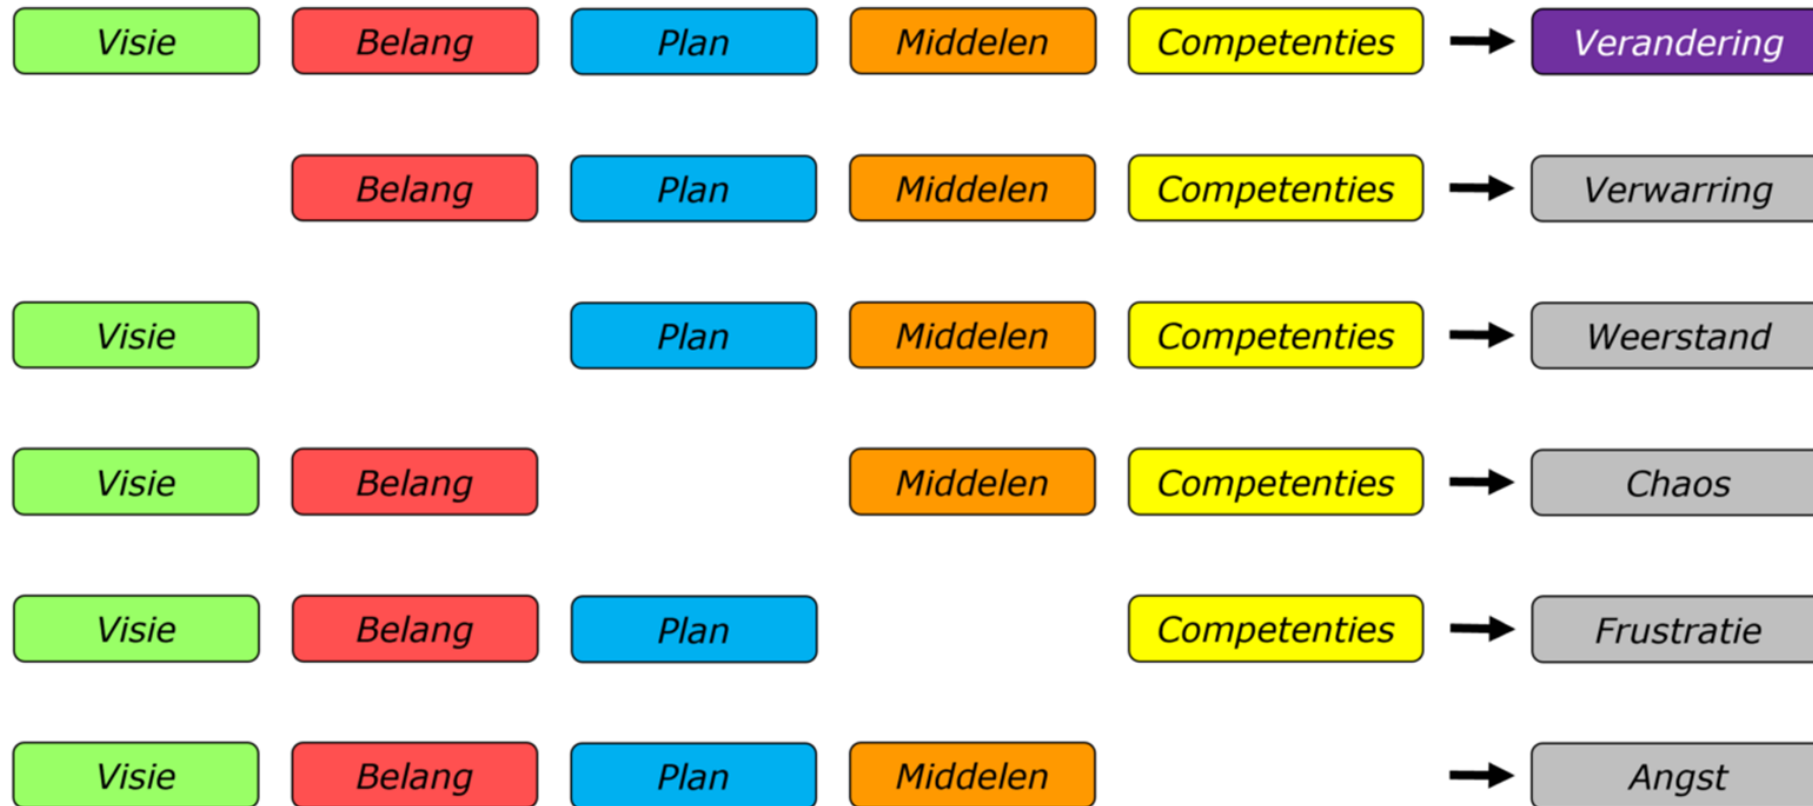 Visie Belang Plan Middelen Competenties Verandering
Belang Plan Middelen Competenties Verwarring
Visie Plan Middelen Competenties Weerstand
Visie Belang Middelen Competenties Chaos
Visie Belang Plan Competenties Frustratie
Visie Belang Plan Middelen Angst